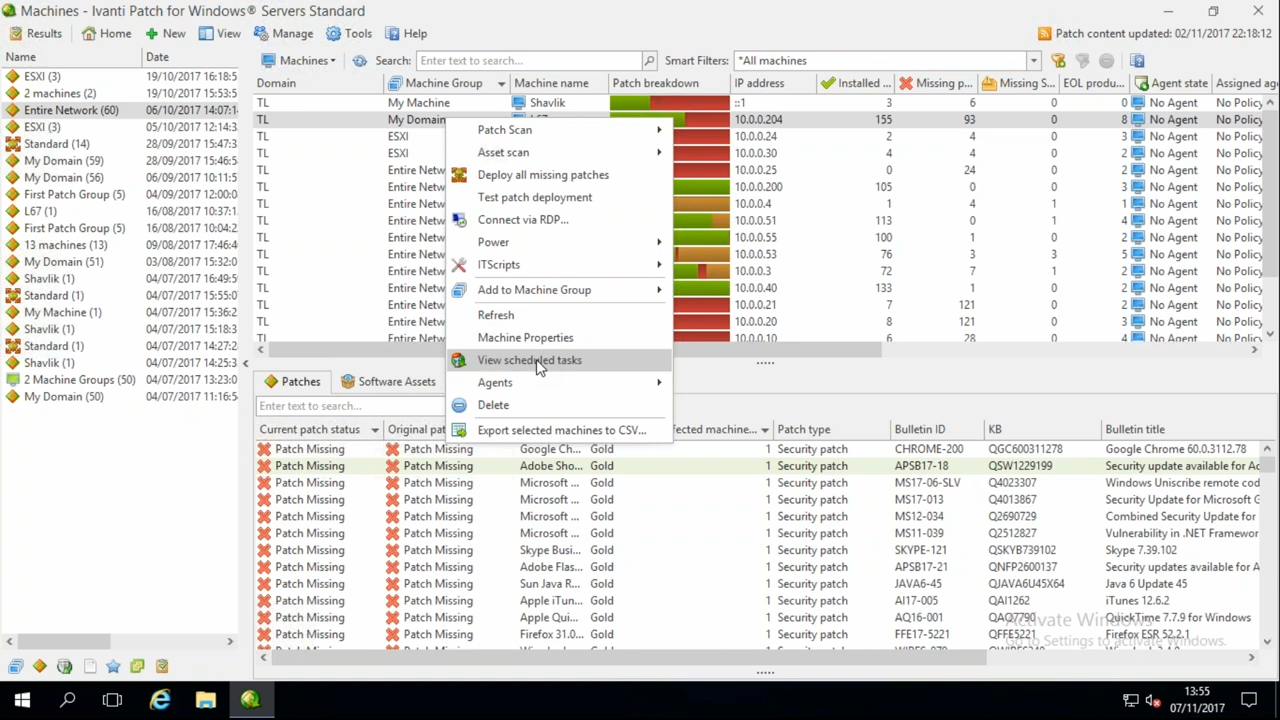 Machines - Ivanti Patch for Windows® Servers Standard
Results Home New View Manage Tools Help Patch content updated: 02/11/2017 22:18:12
Name Date
ESXI (3) 19/10/2017 16:18:5
2 machines (2) 02/10/2017 15:53:5
Entire Network (60) 06/10/2017 14:07:1
ESXI (3) 05/10/2017 12:14:3
Standard (14) 28/09/2017 15:47:3
My Domain (59) 28/09/2017 15:46:5
My Domain (56) 06/10/2017 10:11:5
First Patch Group (5) 04/09/2017 12:00:0
L67 (1) 16/08/2017 10:37:1
First Patch Group (5) 16/08/2017 10:04:2
13 machines (13) 09/08/2017 17:46:4
My Domain (51) 03/08/2017 15:32:0
Shavlik (1) 04/07/2017 16:49:5
Standard (1) 04/07/2017 15:55:0
My Machine (1) 04/07/2017 15:36:2
Shavlik (1) 04/07/2017 15:18:3
Standard (1) 04/07/2017 14:27:2
Shavlik (1) 04/07/2017 14:25:3
2 Machine Groups (50) 04/07/2017 13:23:0
My Domain (50) 04/07/2017 11:16:5
Machines Search: Enter text to search... Smart Filters: *All machines
Domain Machine Group Machine name Patch breakdown IP address Installed ... Missing p... Missing S... EOL produ... Agent state Assigned age
TL My Machine Shavlik ::1 3 6 0 0 No Agent No Policy
TL My Domain 10.0.0.204 155 93 0 8 No Agent No Policy
TL ESXI 10.0.0.24 2 4 0 3 No Agent No Policy
TL ESXI 10.0.0.30 4 4 0 3 No Agent No Policy
TL Entire Netw 10.0.0.25 0 24 0 2 No Agent No Policy
TL Entire Netw 10.0.0.200 105 0 0 3 No Agent No Policy
TL Entire Netw 10.0.0.4 1 4 1 1 No Agent No Policy
TL Entire Netw 10.0.0.51 113 0 1 4 No Agent No Policy
TL Entire Netw 10.0.0.55 100 1 0 2 No Agent No Policy
TL Entire Netw 10.0.0.53 76 3 3 5 No Agent No Policy
TL Entire Netw 10.0.0.3 72 7 1 2 No Agent No Policy
TL Entire Netw 10.0.0.40 133 1 0 2 No Agent No Policy
TL Entire Netw 10.0.0.21 7 121 0 3 No Agent No Policy
TL Entire Netw 10.0.0.20 8 121 0 3 No Agent No Policy
TL Entire Netw 10.0.0.10 6 28 0 4 No Agent No Policy
Patch Scan
Asset scan
Deploy all missing patches
Test patch deployment
Connect via RDP...
Power
ITScripts
Add to Machine Group
Refresh
Machine Properties
View scheduled tasks
Agents
Delete
Export selected machines to CSV...
Patches Software Assets
Enter text to search...
Current patch status Original pat fected machine... Patch type Bulletin ID KB Bulletin title
Patch Missing Patch Missing Google Ch... Gold 1 Security patch CHROME-200 QGC600311278 Google Chrome 60.0.3112.78
Patch Missing Patch Missing Adobe Sho... Gold 1 Security patch APSB17-18 QSW1229199 Security update available for Ac
Patch Missing Patch Missing Microsoft ... Gold 1 Security patch MS17-06-SLV Q4023307 Windows Uniscribe remote cod
Patch Missing Patch Missing Microsoft ... Gold 1 Security patch MS17-013 Q4013867 Security Update for Microsoft G
Patch Missing Patch Missing Microsoft ... Gold 1 Security patch MS12-034 Q2690729 Combined Security Update for
Patch Missing Patch Missing Microsoft ... Gold 1 Security patch MS11-039 Q2512827 Vulnerability in .NET Framewor
Patch Missing Patch Missing Skype Busi... Gold 1 Security patch SKYPE-121 QSKYB739102 Skype 7.39.102
Patch Missing Patch Missing Adobe Flas... Gold 1 Security patch APSB17-21 QNFP2600137 Security updates available for A
Patch Missing Patch Missing Sun Java R... Gold 1 Security patch JAVA6-45 QJAVA6U45X64 Java 6 Update 45
Patch Missing Patch Missing Apple iTun... Gold 1 Security patch AI17-005 QAI1262 iTunes 12.6.2
Patch Missing Patch Missing Apple Qui... Gold 1 Security patch AQ16-001 QAQ7790 QuickTime 7.7.9 for Windows
Patch Missing Patch Missing Firefox 31.0... Gold 1 Security patch FFE17-5221 QFFE5221 Firefox ESR 52.2.1
Activate Windows
Go to Settings to activate Windows.
13:55
07/11/2017